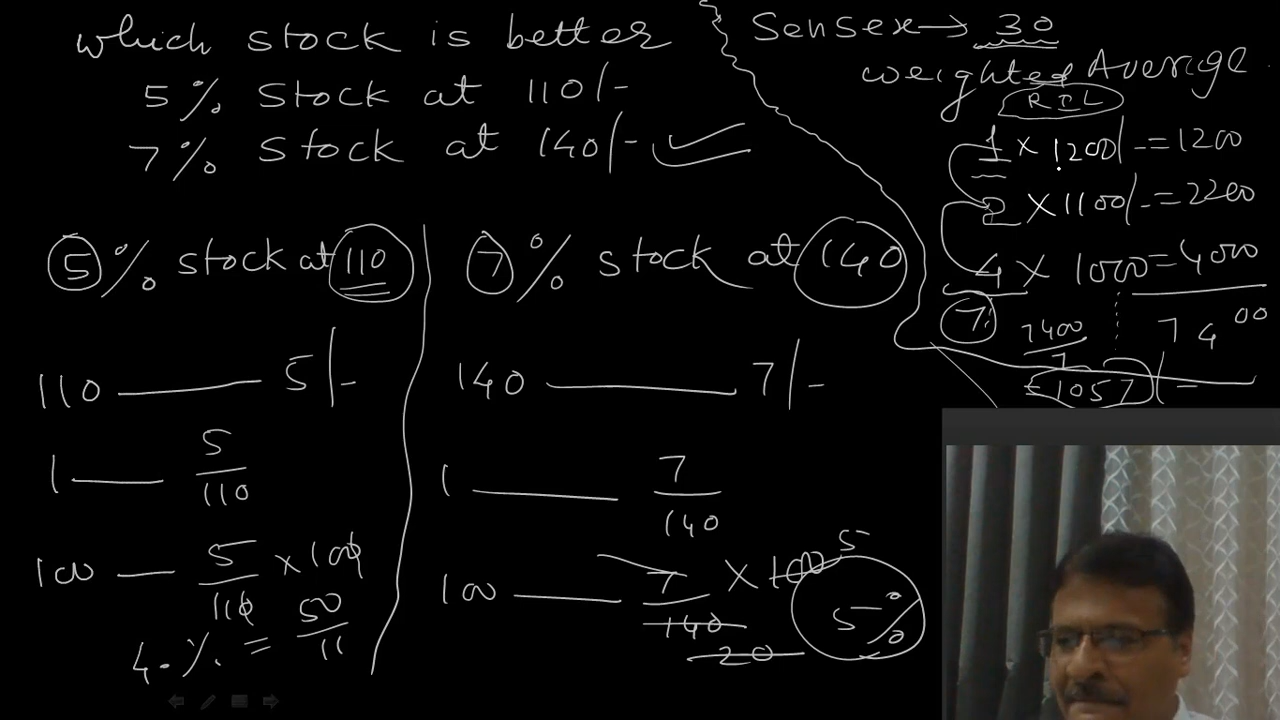 which stock is better
5% stock at 110/-
7% stock at 140/-
5% stock at 110
110 — 5/-
1 — 5/110
100 — 5/110 × 100
4.% = 50/11
7% stock at 140
140 — 7/-
1 — 7/140
100 — 7/140 × 100 5
20
5%
Sensex → 30
weighted Average
RIL
1 × 1200/- = 1200
2 × 1100/- = 2200
4 × 1000 = 4000
7 7400/7 7400
= 1057/-